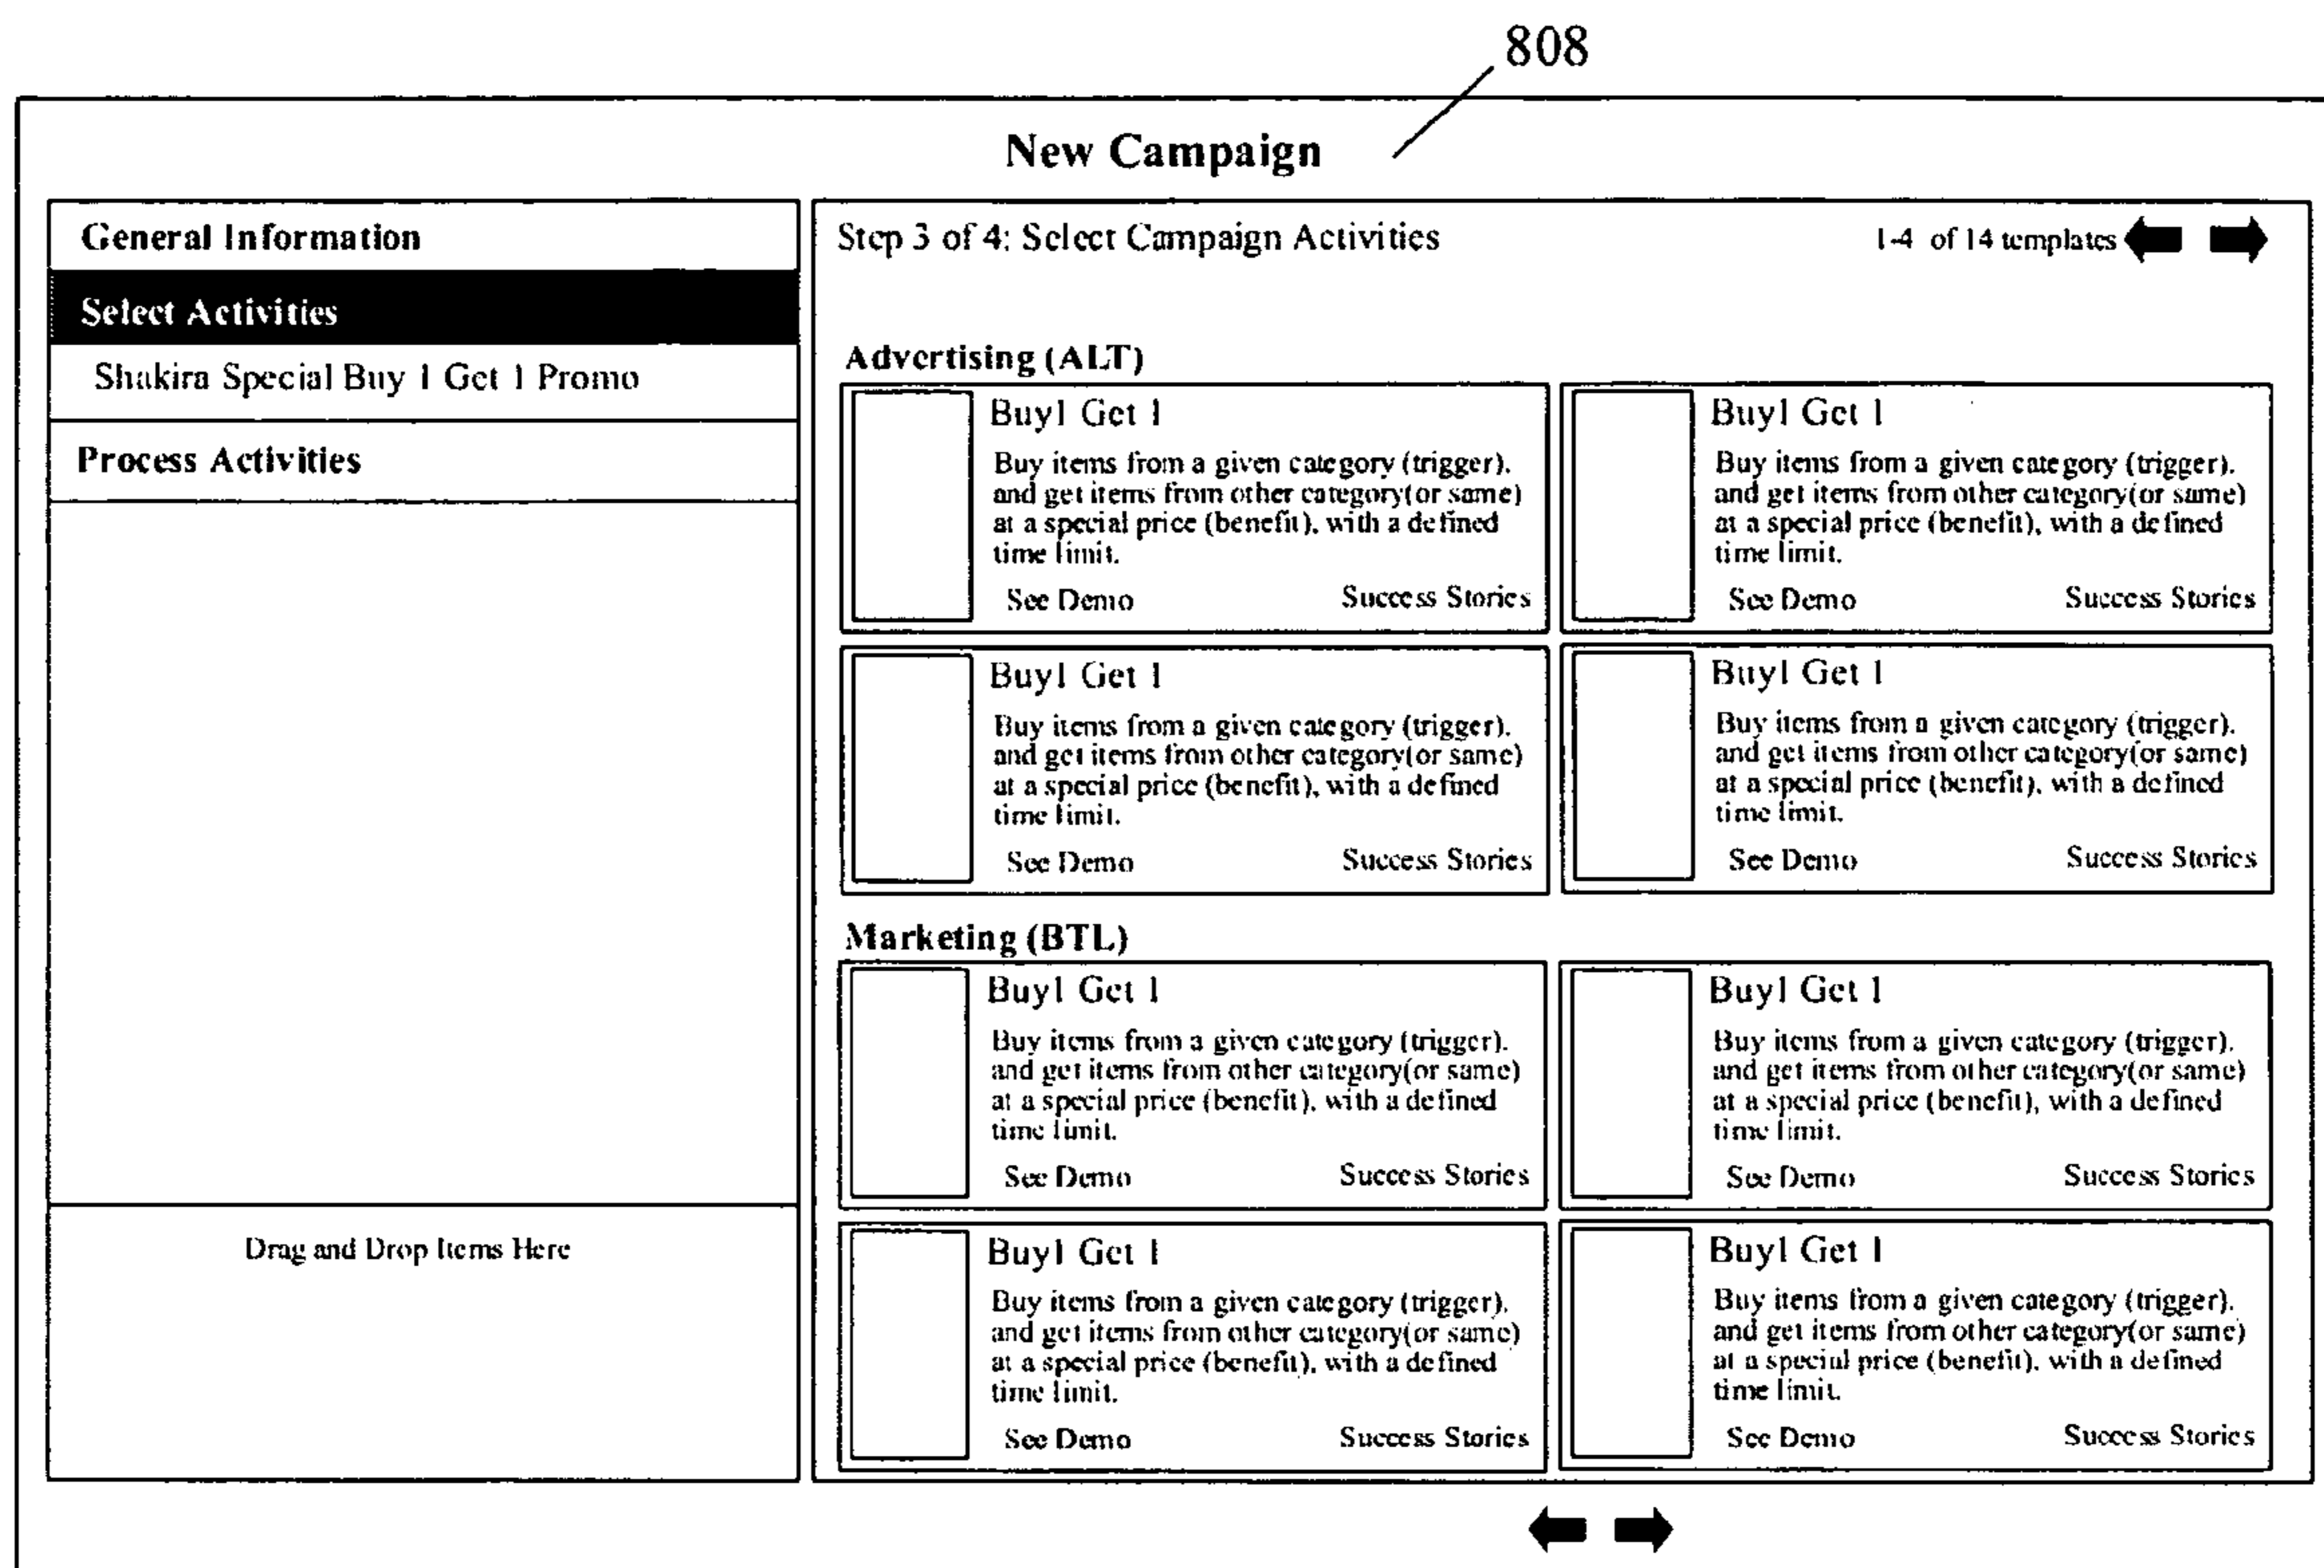 808
New Campaign
General Information
Select Activities
Shakira Special Buy 1 Get 1 Promo
Process Activities
Drag and Drop Items Here
Step 3 of 4: Select Campaign Activities
1-4 of 14 templates
Advertising (ALT)
Buy1 Get 1
Buy items from a given category (trigger).
and get items from other category(or same)
at a special price (benefit), with a defined
time limit.
See Demo Success Stories
Buy1 Get 1
Buy items from a given category (trigger).
and get items from other category(or same)
at a special price (benefit), with a defined
time limit.
See Demo Success Stories
Buy1 Get 1
Buy items from a given category (trigger).
and get items from other category(or same)
at a special price (benefit), with a defined
time limit.
See Demo Success Stories
Buy1 Get 1
Buy items from a given category (trigger).
and get items from other category(or same)
at a special price (benefit), with a defined
time limit.
See Demo Success Stories
Marketing (BTL)
Buy1 Get 1
Buy items from a given category (trigger).
and get items from other category(or same)
at a special price (benefit), with a defined
time limit.
See Demo Success Stories
Buy1 Get 1
Buy items from a given category (trigger).
and get items from other category(or same)
at a special price (benefit), with a defined
time limit.
See Demo Success Stories
Buy1 Get 1
Buy items from a given category (trigger).
and get items from other category(or same)
at a special price (benefit), with a defined
time limit.
See Demo Success Stories
Buy1 Get 1
Buy items from a given category (trigger).
and get items from other category(or same)
at a special price (benefit), with a defined
time limit.
See Demo Success Stories